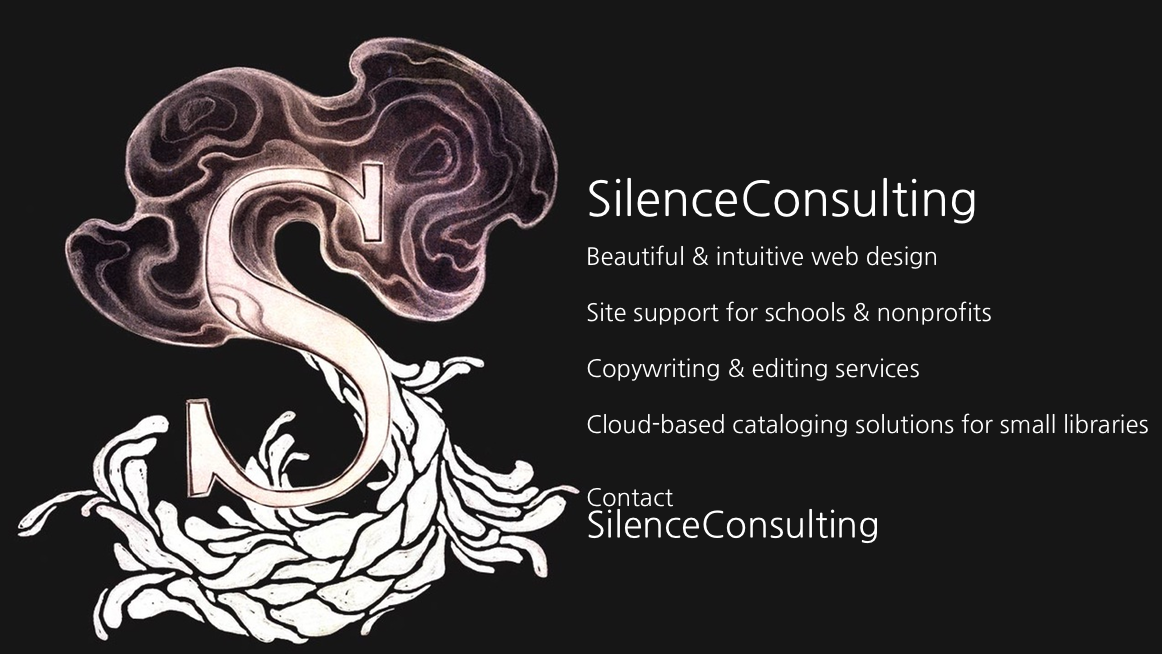 S
SilenceConsulting
Beautiful & intuitive web design
Site support for schools & nonprofits
Copywriting & editing services
Cloud-based cataloging solutions for small libraries
Contact
SilenceConsulting